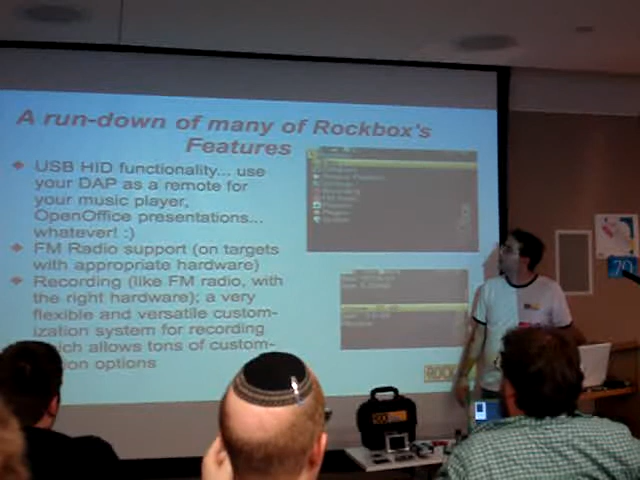 A run-down of many of Rockbox's
Features
USB HID functionality... use
your DAP as a remote for
your music player,
OpenOffice presentations...
whatever! :)
FM Radio support (on targets
with appropriate hardware)
Recording (like FM radio, with
the right hardware); a very
flexible and versatile custom-
ization system for recording
which allows tons of custom-
ion options
ROCK